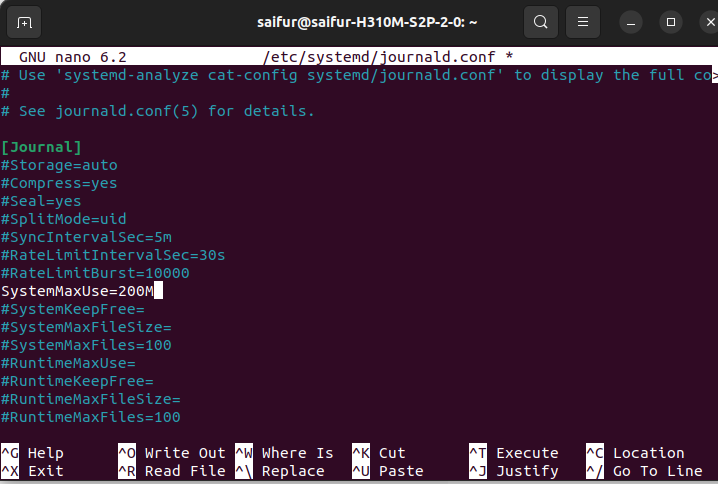 saifur@saifur-H310M-S2P-2-0: ~
GNU nano 6.2 /etc/systemd/journald.conf *
# Use 'systemd-analyze cat-config systemd/journald.conf' to display the full co>
#
# See journald.conf(5) for details.
[Journal]
#Storage=auto
#Compress=yes
#Seal=yes
#SplitMode=uid
#SyncIntervalSec=5m
#RateLimitIntervalSec=30s
#RateLimitBurst=10000
SystemMaxUse=200M
#SystemKeepFree=
#SystemMaxFileSize=
#SystemMaxFiles=100
#RuntimeMaxUse=
#RuntimeKeepFree=
#RuntimeMaxFileSize=
#RuntimeMaxFiles=100
^G Help ^O Write Out ^W Where Is ^K Cut ^T Execute ^C Location
^X Exit ^R Read File ^\ Replace ^U Paste ^J Justify ^/ Go To Line